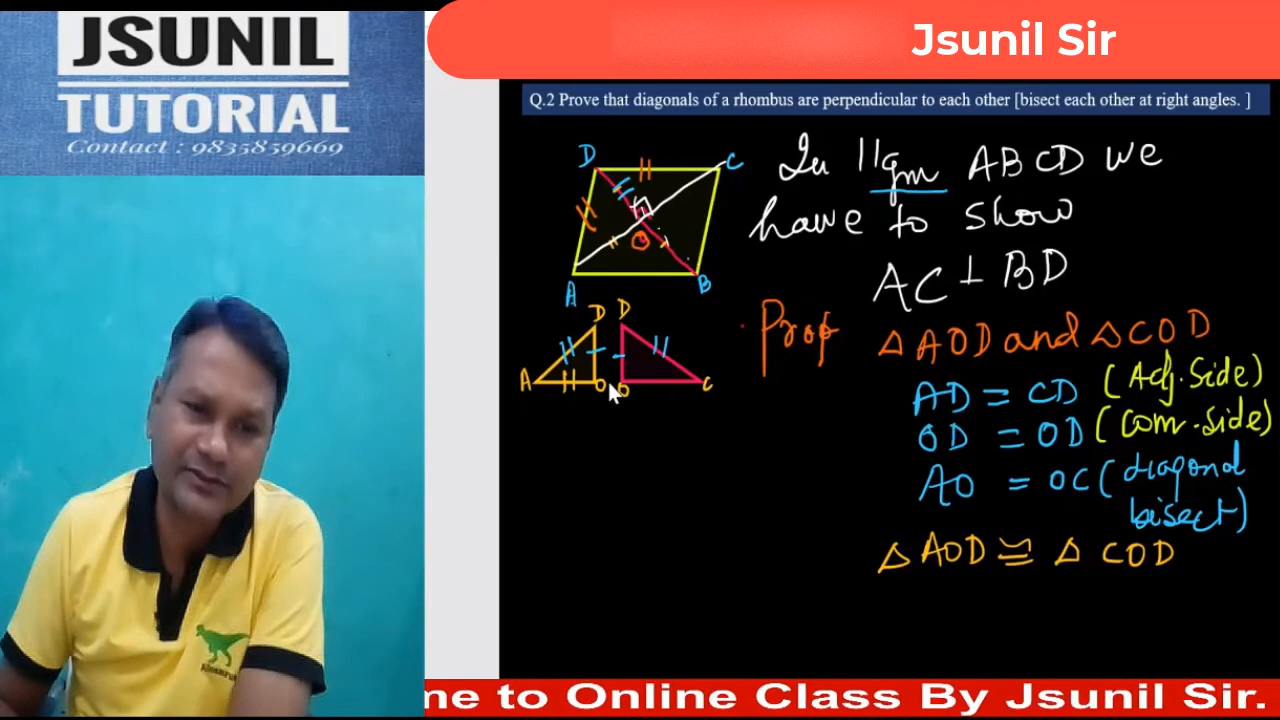 JSUNIL
TUTORIAL
Contact : 9835859669
Jsunil Sir
Q.2 Prove that diagonals of a rhombus are perpendicular to each other [bisect each other at right angles. ]
In ||gm ABCD we
have to show
AC ⊥ BD
D
C
O
A
B
D D
A O O C
Prof △ AOD and △ COD
AD = CD (Adj. Side)
OD = OD (Com. side)
AO = OC (diagonal
bisect)
△ AOD ≅ △ COD
me to Online Class By Jsunil Sir.